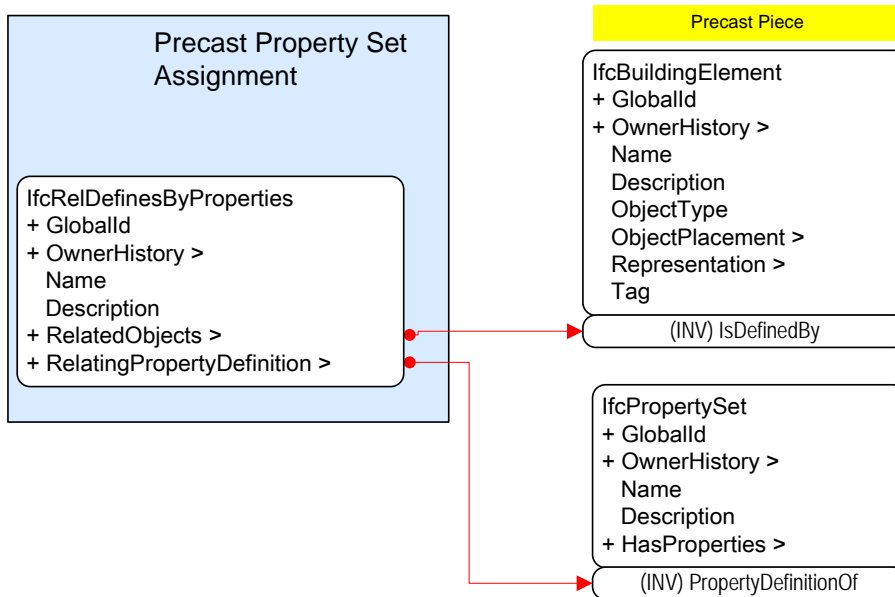 Precast Property Set
Assignment
IfcRelDefinesByProperties
+ GlobalId
+ OwnerHistory >
Name
Description
+ RelatedObjects >
+ RelatingPropertyDefinition >
Precast Piece
IfcBuildingElement
+ GlobalId
+ OwnerHistory >
Name
Description
ObjectType
ObjectPlacement >
Representation >
Tag
(INV) IsDefinedBy
IfcPropertySet
+ GlobalId
+ OwnerHistory >
Name
Description
+ HasProperties >
(INV) PropertyDefinitionOf